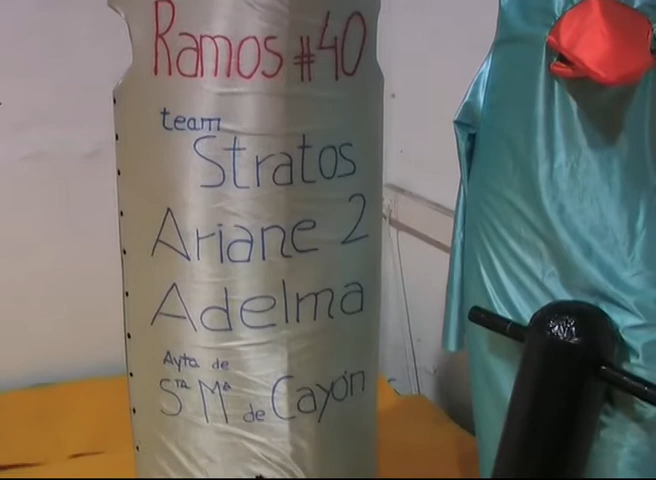 Ramos #40
team
Stratos
Ariane 2
Adelma
Ayto de
Sᵀᴬ Mª de Cayón